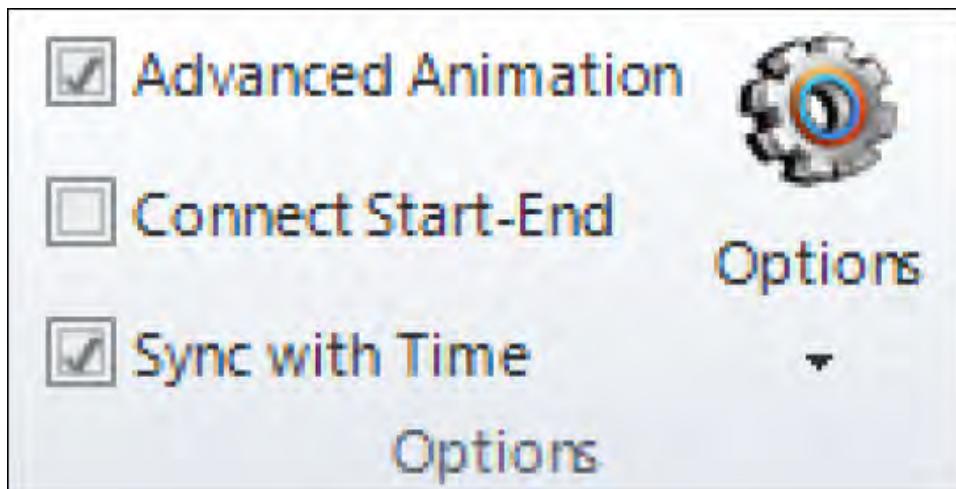 Advanced Animation
Connect Start-End
Sync with Time
Options
Options